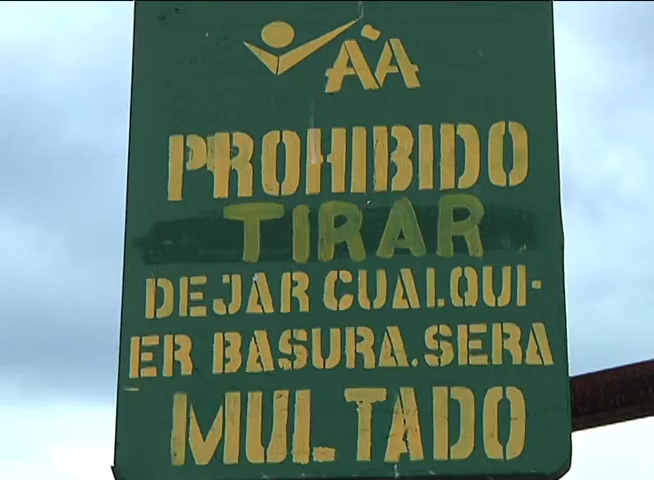 AA
PROHIBIDO
TIRAR
DEJAR CUALQUI-
ER BASURA.SERA
MULTADO